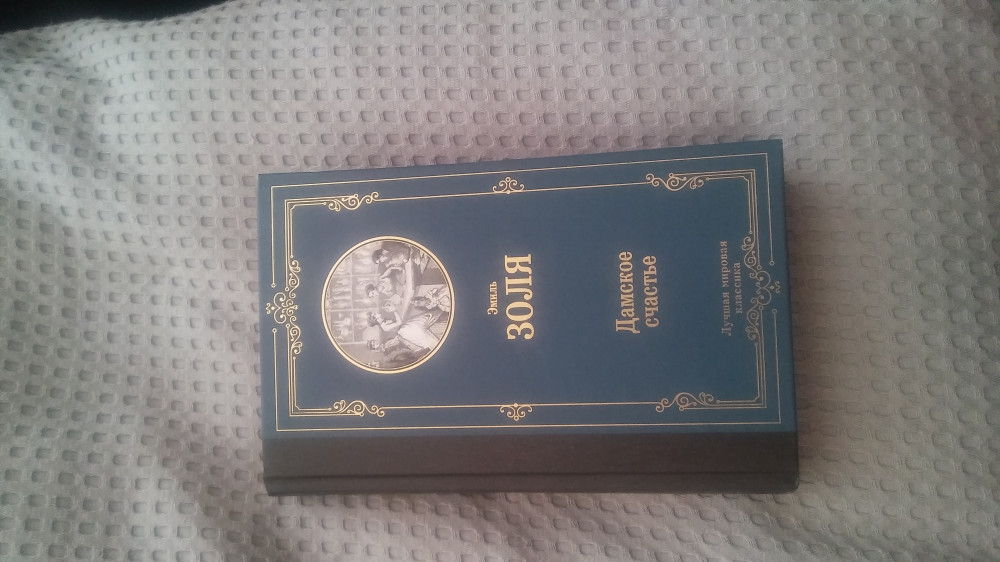 Эмиль
ЗОЛЯ
Дамское
счастье
Лучшая мировая
классика